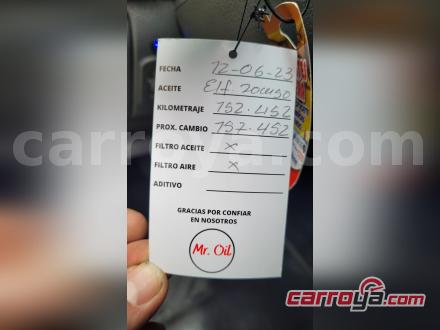 FECHA 12-06-23
ACEITE Elf 20w50
KILOMETRAJE 152.452
PROX. CAMBIO 157.452
FILTRO ACEITE x
FILTRO AIRE x
ADITIVO
GRACIAS POR CONFIAR
EN NOSOTROS
Mr. Oil
carroya.com
carroya.com